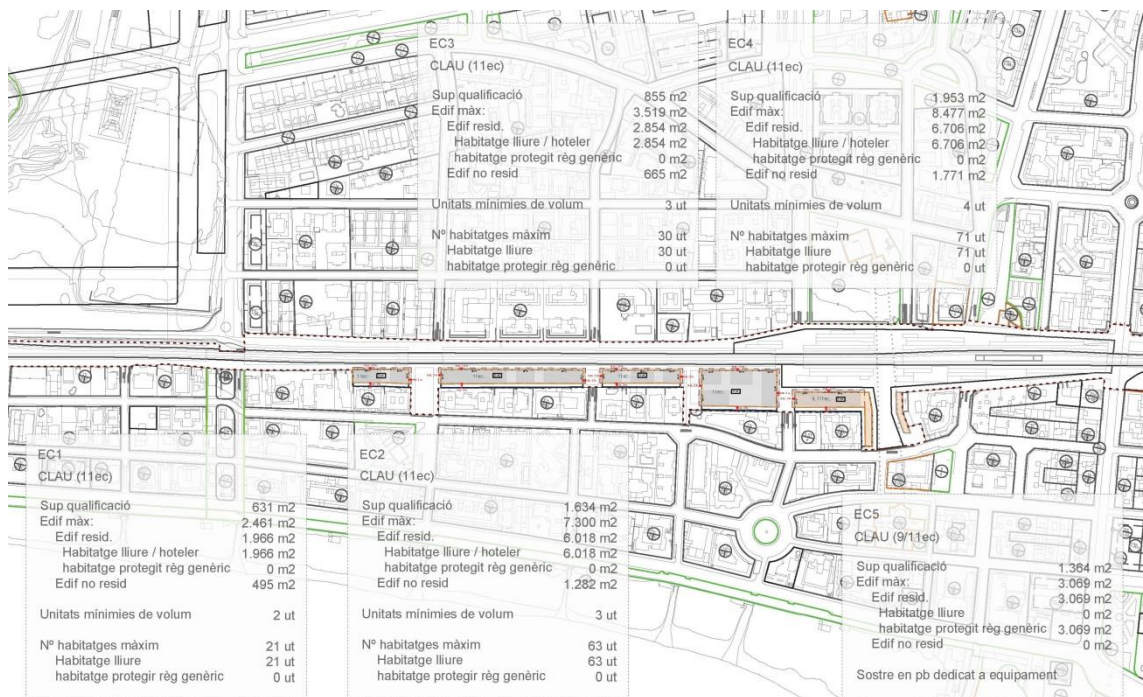 EC3
CLAU (11ec)
Sup qualificació 855 m2
Edif màx: 3.519 m2
Edif resid. 2.854 m2
Habitatge lliure / hoteler 2.854 m2
habitatge protegit règ genèric 0 m2
Edif no resid 665 m2
Unitats mínimies de volum 3 ut
Nº habitatges màxim 30 ut
Habitatge lliure 30 ut
habitatge protegir règ genèric 0 ut
EC4
CLAU (11ec)
Sup qualificació 1.953 m2
Edif màx: 8.477 m2
Edif resid. 6.706 m2
Habitatge lliure / hoteler 6.706 m2
habitatge protegit règ genèric 0 m2
Edif no resid 1.771 m2
Unitats mínimies de volum 4 ut
Nº habitatges màxim 71 ut
Habitatge lliure 71 ut
habitatge protegir règ genèric 0 ut
EC1
CLAU (11ec)
Sup qualificació 631 m2
Edif màx: 2.461 m2
Edif resid. 1.966 m2
Habitatge lliure / hoteler 1.966 m2
habitatge protegit règ genèric 0 m2
Edif no resid 495 m2
Unitats mínimies de volum 2 ut
Nº habitatges màxim 21 ut
Habitatge lliure 21 ut
habitatge protegir règ genèric 0 ut
EC2
CLAU (11ec)
Sup qualificació 1.634 m2
Edif màx: 7.300 m2
Edif resid. 6.018 m2
Habitatge lliure / hoteler 6.018 m2
habitatge protegit règ genèric 0 m2
Edif no resid 1.282 m2
Unitats mínimies de volum 3 ut
Nº habitatges màxim 63 ut
Habitatge lliure 63 ut
habitatge protegir règ genèric 0 ut
EC5
CLAU (9/11ec)
Sup qualificació 1.364 m2
Edif màx: 3.069 m2
Edif resid. 3.069 m2
Habitatge lliure 0 m2
habitatge protegit règ genèric 3.069 m2
Edif no resid 0 m2
Sostre en pb dedicat a equipament